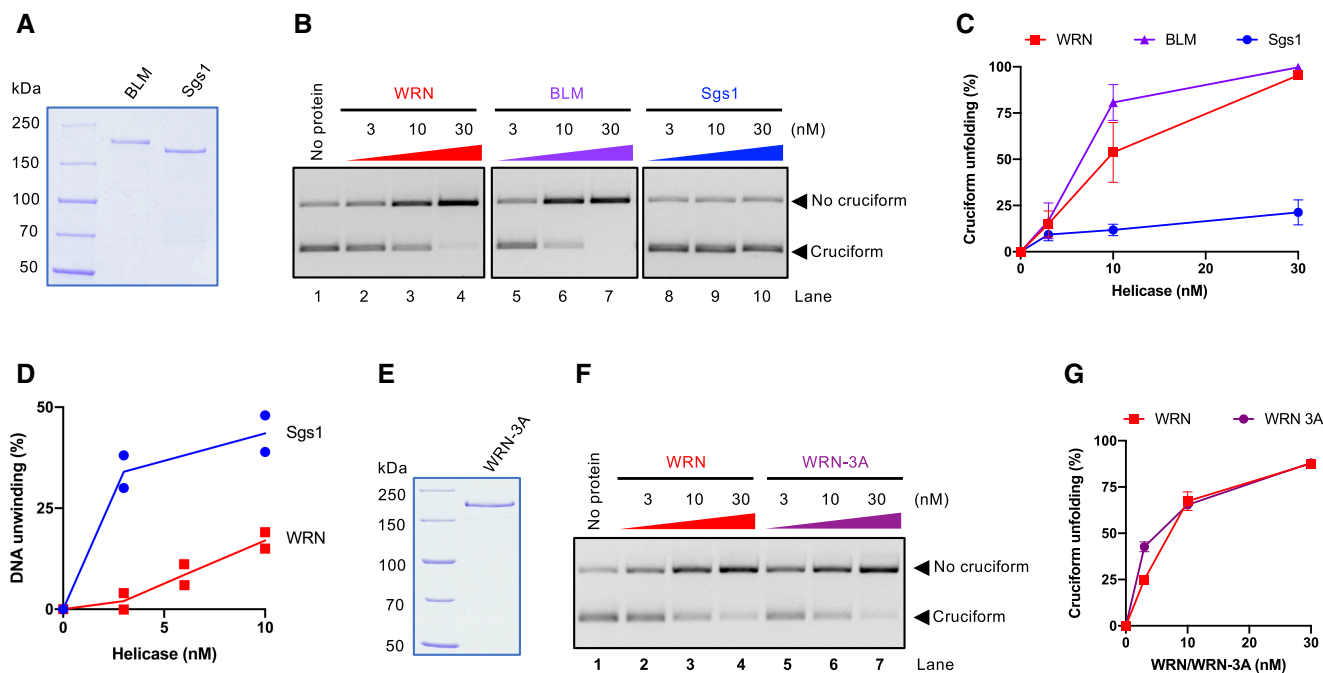 A
kDa
BLM
Sgs1
250
150
100
70
50
B
No protein
WRN
BLM
Sgs1
3 10 30 3 10 30 3 10 30 (nM)
No cruciform
Cruciform
1 2 3 4 5 6 7 8 9 10 Lane
C
WRN BLM Sgs1
Cruciform unfolding (%)
100
75
50
25
0
0 10 20 30
Helicase (nM)
D
DNA unwinding (%)
50
25
0
Sgs1
WRN
0 5 10
Helicase (nM)
E
kDa
WRN-3A
250
150
100
70
50
F
No protein
WRN
WRN-3A
3 10 30 3 10 30 (nM)
No cruciform
Cruciform
1 2 3 4 5 6 7 Lane
G
WRN WRN 3A
Cruciform unfolding (%)
100
75
50
25
0
0 10 20 30
WRN/WRN-3A (nM)